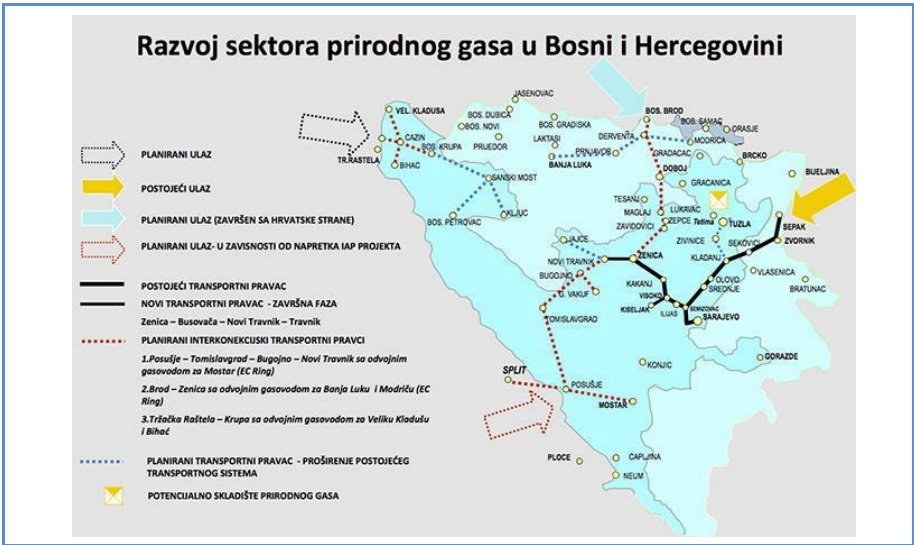 Razvoj sektora prirodnog gasa u Bosni i Hercegovini
PLANIRANI ULAZ
POSTOJEĆI ULAZ
PLANIRANI ULAZ (ZAVRŠEN SA HRVATSKE STRANE)
PLANIRANI ULAZ- U ZAVISNOSTI OD NAPRETKA IAP PROJEKTA
POSTOJEĆI TRANSPORTNI PRAVAC
NOVI TRANSPORTNI PRAVAC - ZAVRŠNA FAZA
Zenica – Busovača – Novi Travnik – Travnik
PLANIRANI INTERKONEKCIJSKI TRANSPORTNI PRAVCI
1.Posušje – Tomislavgrad – Bugojno – Novi Travnik sa odvojnim
gasovodom za Mostar (EC Ring)
2.Brod – Zenica sa odvojnim gasovodom za Banja Luku i Modriču (EC
Ring)
3.Tržačka Raštela – Krupa sa odvojnim gasovodom za Veliku Kladušu
i Bihać
PLANIRANI TRANSPORTNI PRAVAC - PROŠIRENJE POSTOJEĆEG
TRANSPORTNOG SISTEMA
POTENCIJALNO SKLADIŠTE PRIRODNOG GASA
JASENOVAC
VEL. KLADUSA
BOS. DUBICA
BOS. BROD
BOS. GRADISKA
BOS. SAMAC
BOS. NOVI
ORASJE
CAZIN
PRIJEDOR
LAKTASI
DERVENTA
MODRICA
BOS. KRUPA
PRNJAVOR
TR.RASTELA
BANJA LUKA
GRADACAC
BRCKO
BIHAC
DOBOJ
BIJELJINA
SANSKI MOST
GRACANICA
TESANJ
LUKAVAC
BOS. PETROVAC
KLJUC
MAGLAJ
ZEPCE
Tetima
TUZLA
SEPAK
ZAVIDOVICI
JAJCE
ZIVINICE
SEKOVICI
ZVORNIK
NOVI TRAVNIK
ZENICA
KLADANJ
BUGOJNO
VLASENICA
KAKANJ
OLOVO
BRATUNAC
G. VAKUF
SREDNJE
VISOKO
KISELJAK
ILIJAS
SEMIZOVAC
TOMISLAVGRAD
SARAJEVO
GORAZDE
KONJIC
SPLIT
POSUŠJE
MOSTAR
PLOCE
CAPLJINA
NEUM